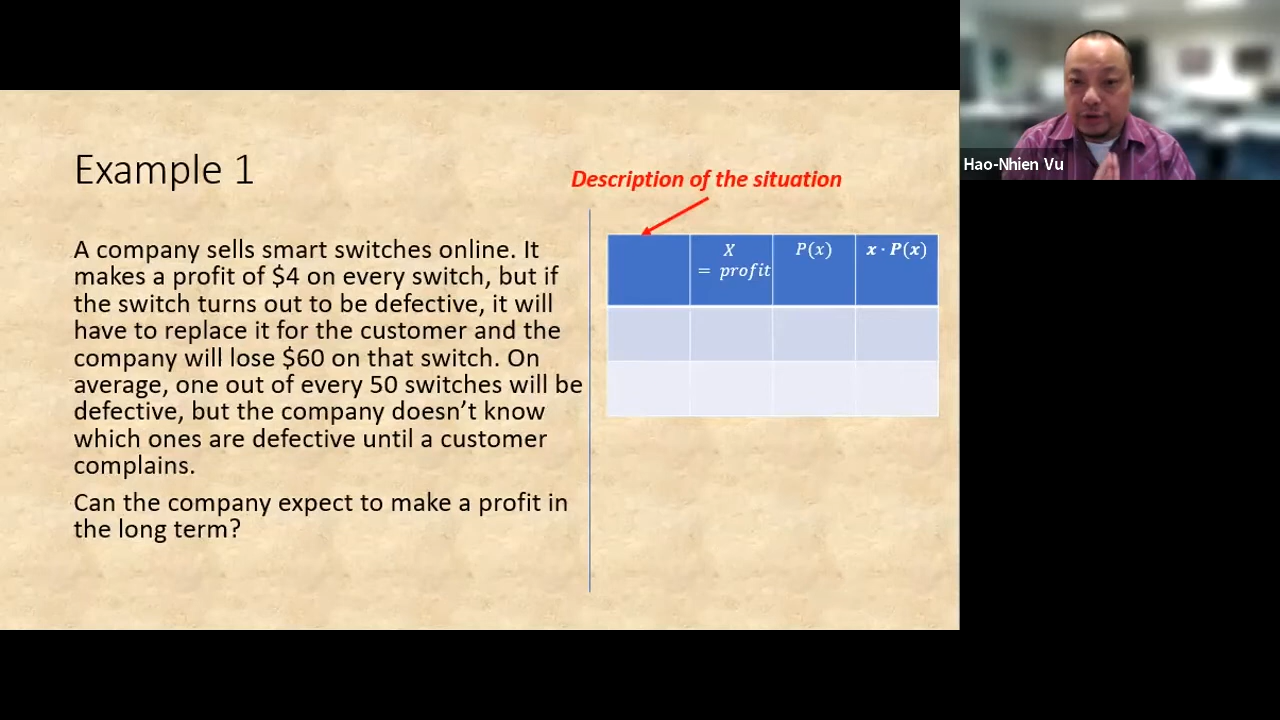 Example 1
A company sells smart switches online. It
makes a profit of $4 on every switch, but if
the switch turns out to be defective, it will
have to replace it for the customer and the
company will lose $60 on that switch. On
average, one out of every 50 switches will be
defective, but the company doesn’t know
which ones are defective until a customer
complains.
Can the company expect to make a profit in
the long term?
Description of the situation
X
= profit
P(x)
x · P(x)
Hao-Nhien Vu